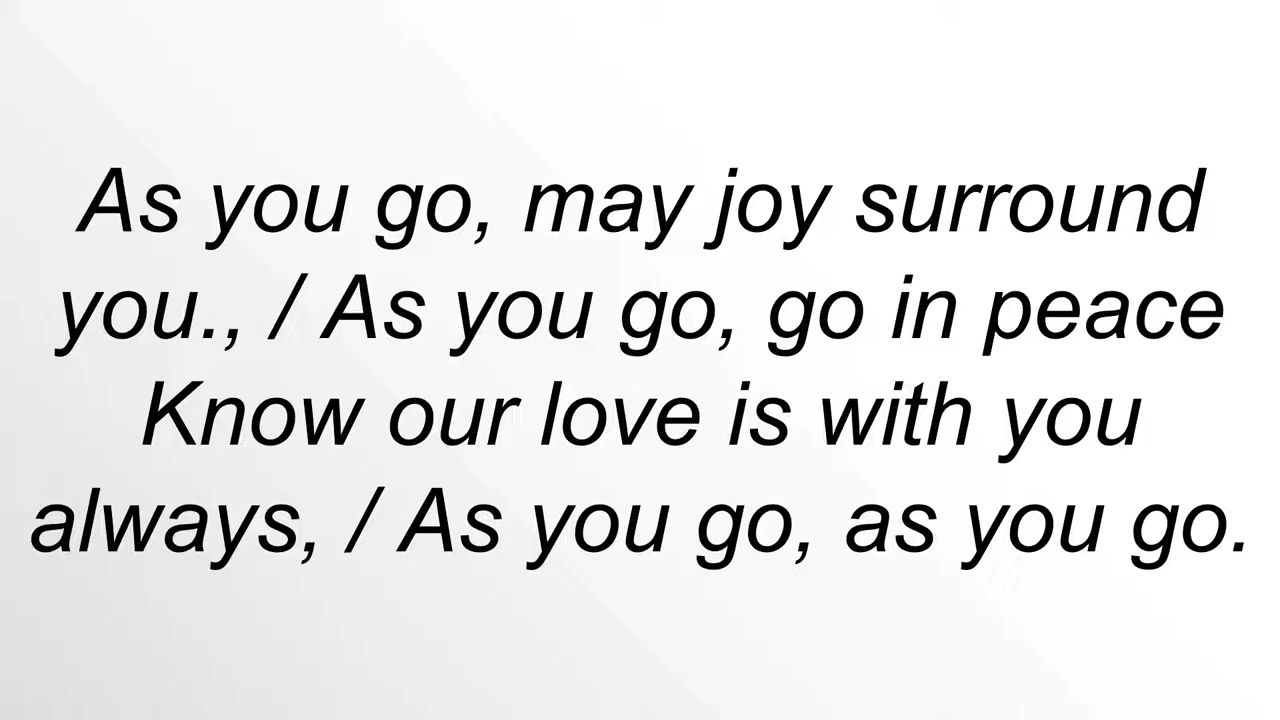 As you go, may joy surround
you., / As you go, go in peace
Know our love is with you
always, / As you go, as you go.